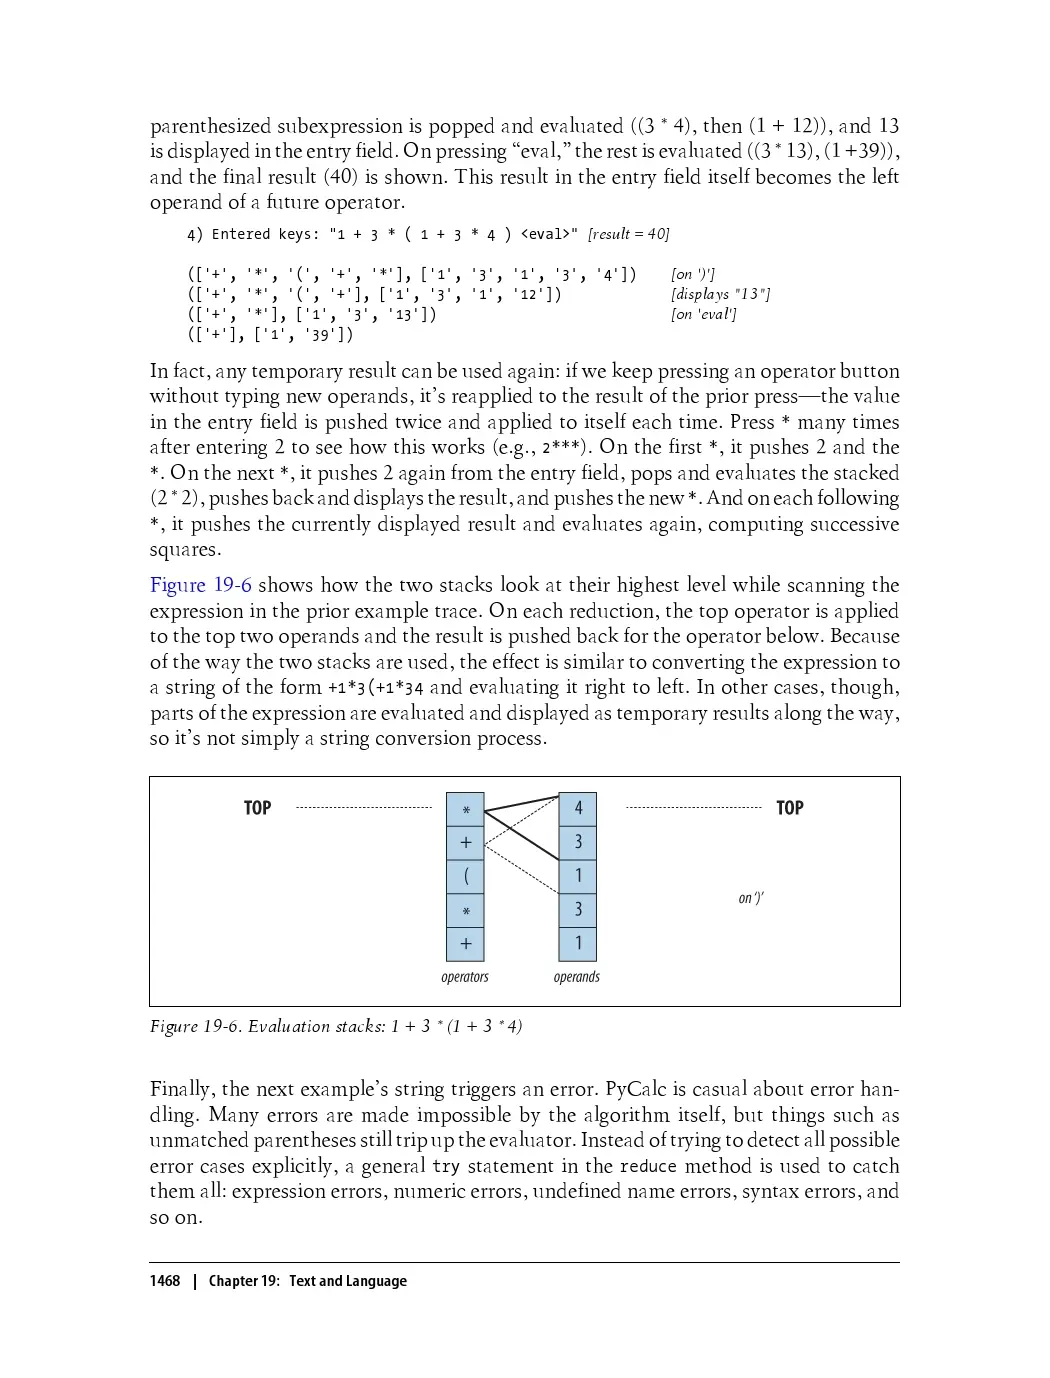 parenthesized subexpression is popped and evaluated ((3 * 4), then (1 + 12)), and 13
is displayed in the entry field. On pressing “eval,” the rest is evaluated ((3 * 13), (1 +39)),
and the final result (40) is shown. This result in the entry field itself becomes the left
operand of a future operator.
4) Entered keys: "1 + 3 * ( 1 + 3 * 4 ) <eval>" [result = 40]
(['+', '*', '(', '+', '*'], ['1', '3', '1', '3', '4']) [on ')']
(['+', '*', '(', '+'], ['1', '3', '1', '12']) [displays "13"]
(['+', '*'], ['1', '3', '13']) [on 'eval']
(['+'], ['1', '39'])
In fact, any temporary result can be used again: if we keep pressing an operator button
without typing new operands, it’s reapplied to the result of the prior press—the value
in the entry field is pushed twice and applied to itself each time. Press * many times
after entering 2 to see how this works (e.g., 2***). On the first *, it pushes 2 and the
*. On the next *, it pushes 2 again from the entry field, pops and evaluates the stacked
(2 * 2), pushes back and displays the result, and pushes the new *. And on each following
*, it pushes the currently displayed result and evaluates again, computing successive
squares.
Figure 19-6 shows how the two stacks look at their highest level while scanning the
expression in the prior example trace. On each reduction, the top operator is applied
to the top two operands and the result is pushed back for the operator below. Because
of the way the two stacks are used, the effect is similar to converting the expression to
a string of the form +1*3(+1*34 and evaluating it right to left. In other cases, though,
parts of the expression are evaluated and displayed as temporary results along the way,
so it’s not simply a string conversion process.
TOP * 4 TOP
+ 3
( 1
on ‘)’
* 3
+ 1
operators operands
Figure 19-6. Evaluation stacks: 1 + 3 * (1 + 3 * 4)
Finally, the next example’s string triggers an error. PyCalc is casual about error han-
dling. Many errors are made impossible by the algorithm itself, but things such as
unmatched parentheses still trip up the evaluator. Instead of trying to detect all possible
error cases explicitly, a general try statement in the reduce method is used to catch
them all: expression errors, numeric errors, undefined name errors, syntax errors, and
so on.
1468 | Chapter 19: Text and Language